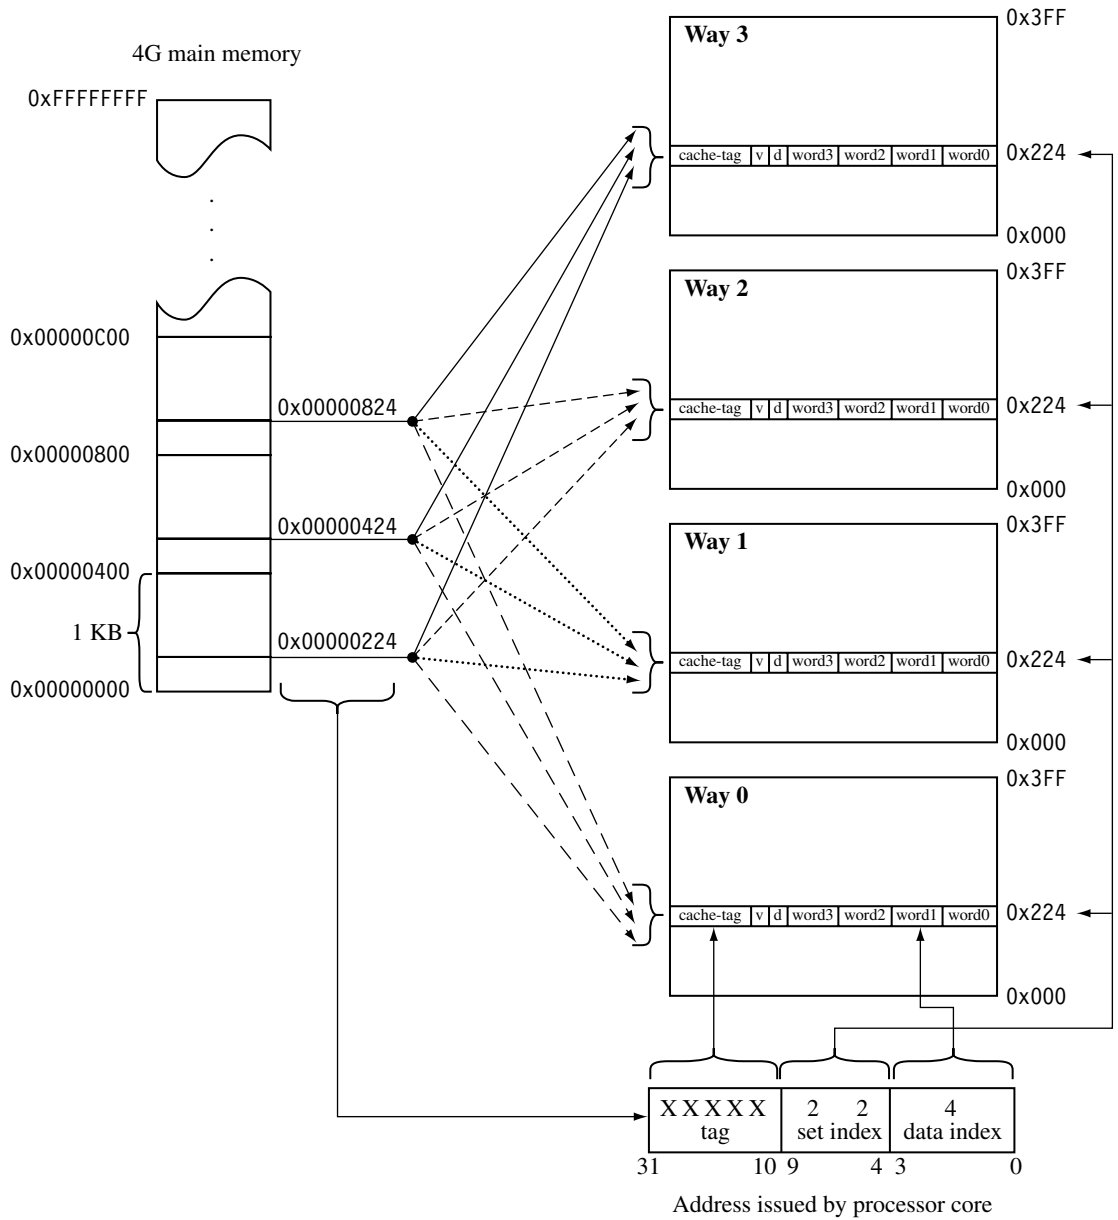 4G main memory
0xFFFFFFFF
.
.
.
0x00000C00
0x00000824
0x00000800
0x00000424
0x00000400
1 KB
0x00000224
0x00000000
Way 3
0x3FF
cache-tag v d word3 word2 word1 word0
0x224
0x000
Way 2
0x3FF
cache-tag v d word3 word2 word1 word0
0x224
0x000
Way 1
0x3FF
cache-tag v d word3 word2 word1 word0
0x224
0x000
Way 0
0x3FF
cache-tag v d word3 word2 word1 word0
0x224
0x000
X X X X X 2 2 4
tag set index data index
31 10 9 4 3 0
Address issued by processor core